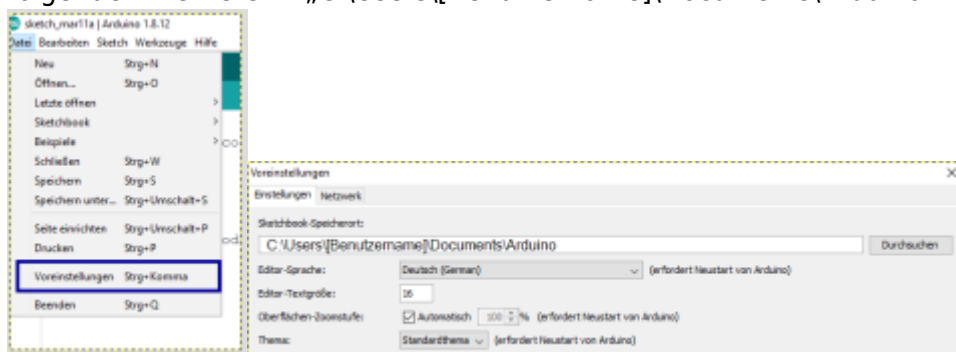 sketch_mar11a | Arduino 1.8.12
Datei Bearbeiten Sketch Werkzeuge Hilfe
Neu Strg+N
Öffnen... Strg+O
Letzte öffnen >
Sketchbook >
Beispiele >
Schließen Strg+W
Speichern Strg+S
Speichern unter... Strg+Umschalt+S
Seite einrichten Strg+Umschalt+P
Drucken Strg+P
Voreinstellungen Strg+Komma
Beenden Strg+Q
Voreinstellungen
Einstellungen Netzwerk
Sketchbook-Speicherort:
C:\Users\[Benutzername]\Documents\Arduino Durchsuchen
Editor-Sprache: Deutsch (German) (erfordert Neustart von Arduino)
Editor-Textgröße: 16
Oberflächen-Zoomstufe: Automatisch 100 % (erfordert Neustart von Arduino)
Thema: Standardthema (erfordert Neustart von Arduino)